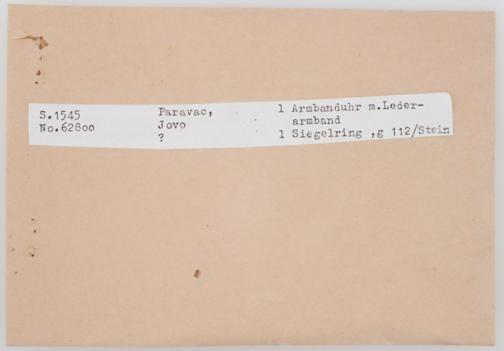 S.1545 Paravac, 1 Armbanduhr m.Leder-
No.62800 Jovo armband
? 1 Siegelring ,g 112/Stein